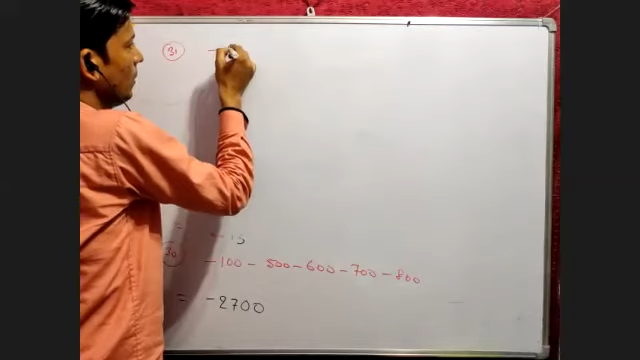 31 -
= -15
30 -100 - 500 - 600 - 700 - 800
= -2700